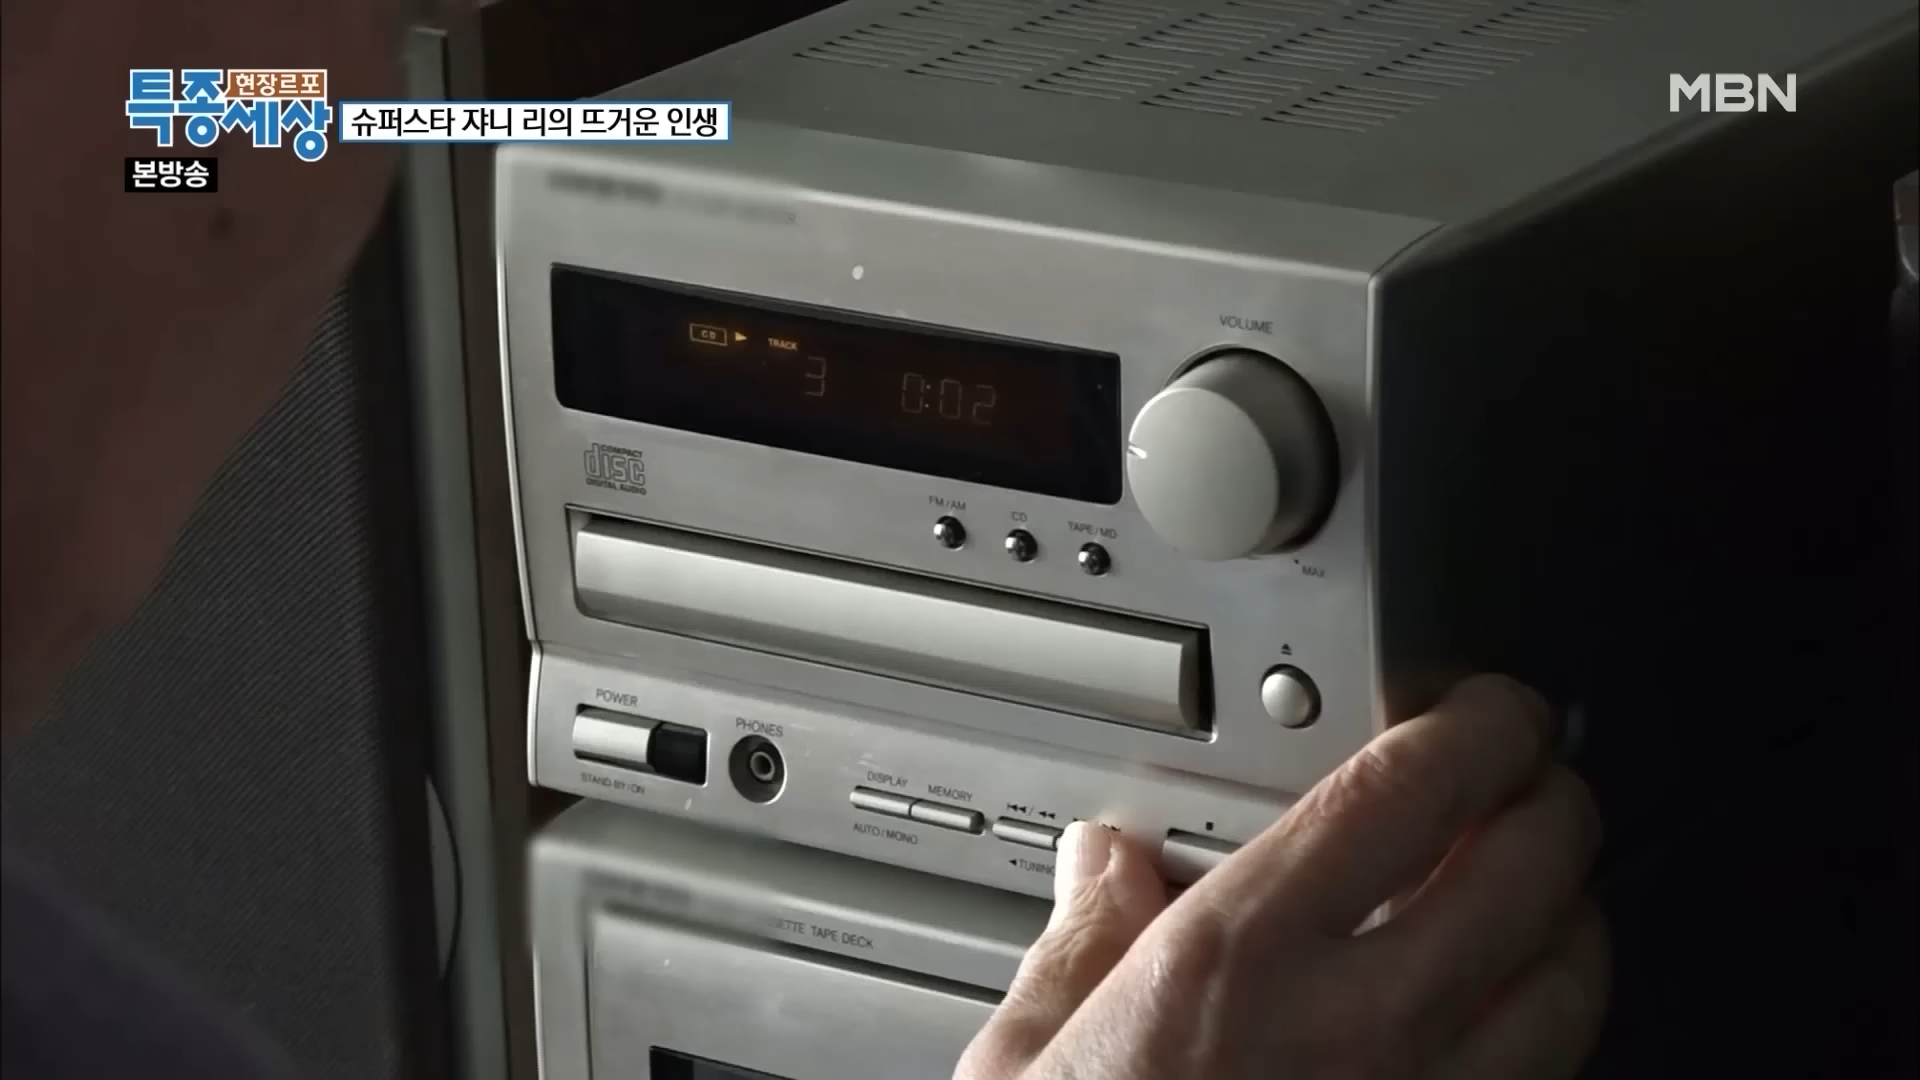 특종세상
현장르포
슈퍼스타 쟈니 리의 뜨거운 인생
본방송
MBN
VOLUME
CD
TRACK
3 0:02
COMPACT
disc
DIGITAL AUDIO
FM/AM
CD
TAPE/MD
MAX
POWER
STAND-BY/ON
PHONES
DISPLAY
MEMORY
AUTO/MONO
TUNING
TAPE DECK